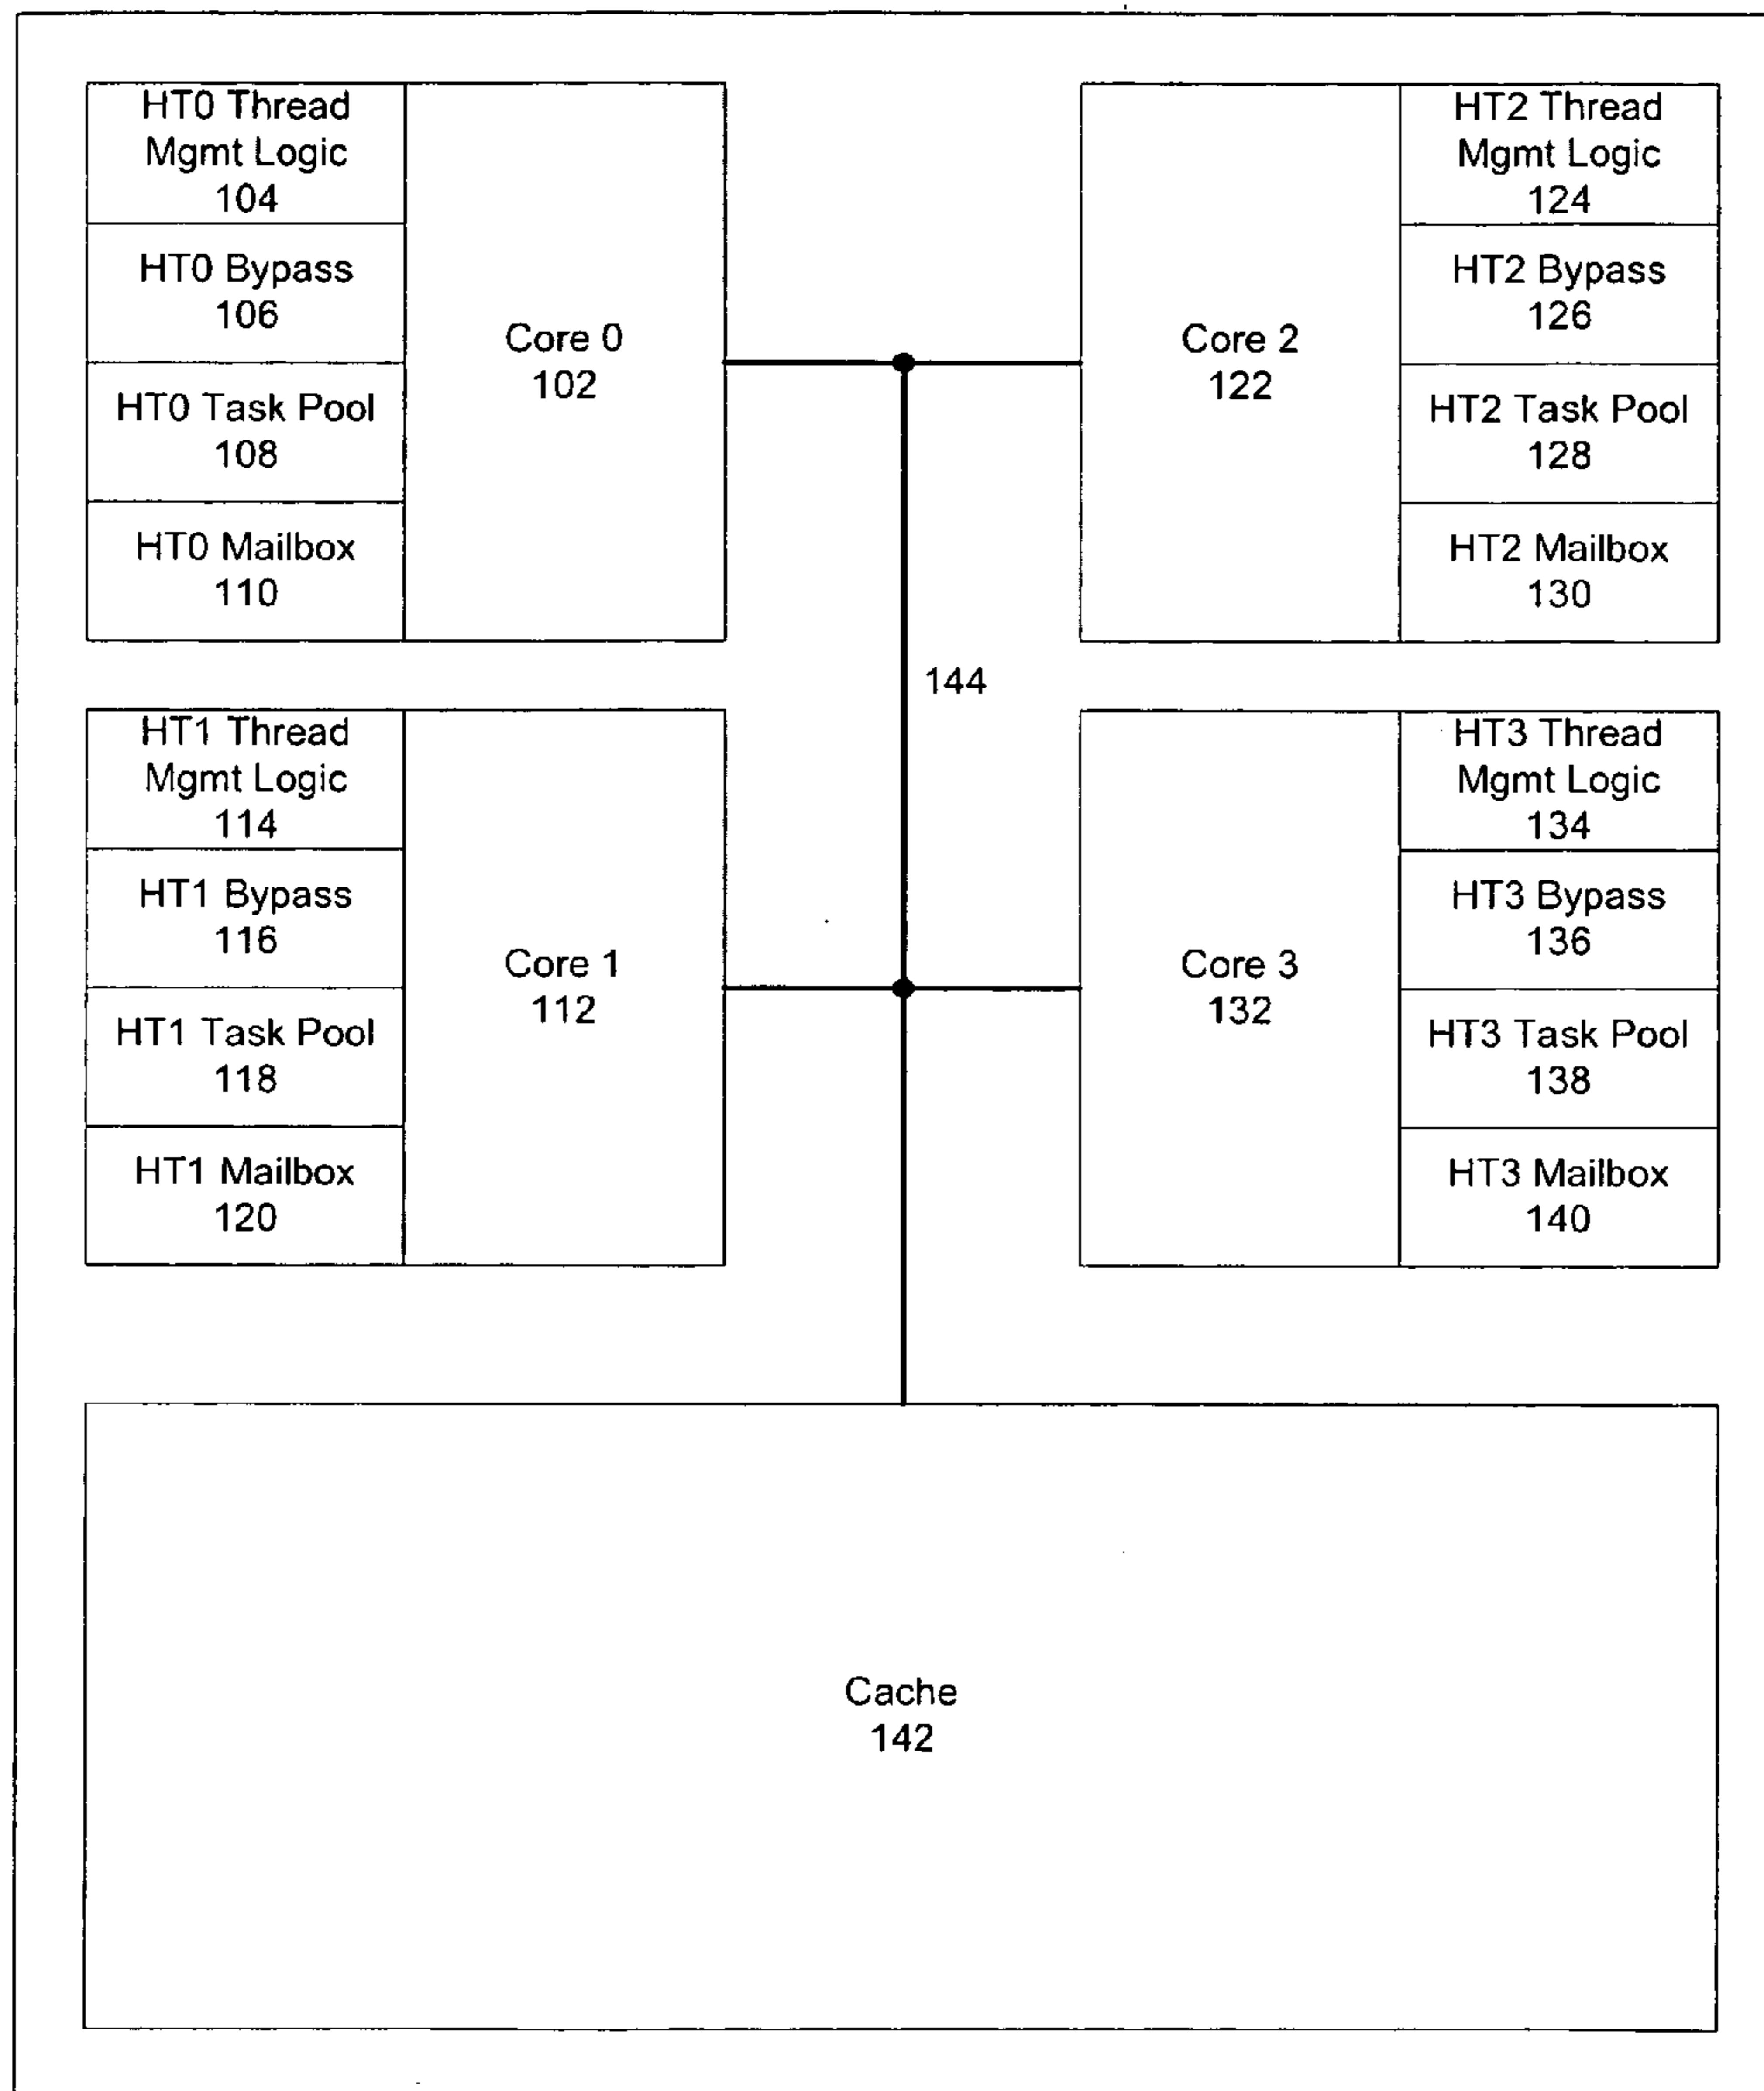 HT0 Thread
Mgmt Logic
104
HT0 Bypass
106
HT0 Task Pool
108
HT0 Mailbox
110
Core 0
102
Core 2
122
HT2 Thread
Mgmt Logic
124
HT2 Bypass
126
HT2 Task Pool
128
HT2 Mailbox
130
144
HT1 Thread
Mgmt Logic
114
HT1 Bypass
116
HT1 Task Pool
118
HT1 Mailbox
120
Core 1
112
Core 3
132
HT3 Thread
Mgmt Logic
134
HT3 Bypass
136
HT3 Task Pool
138
HT3 Mailbox
140
Cache
142